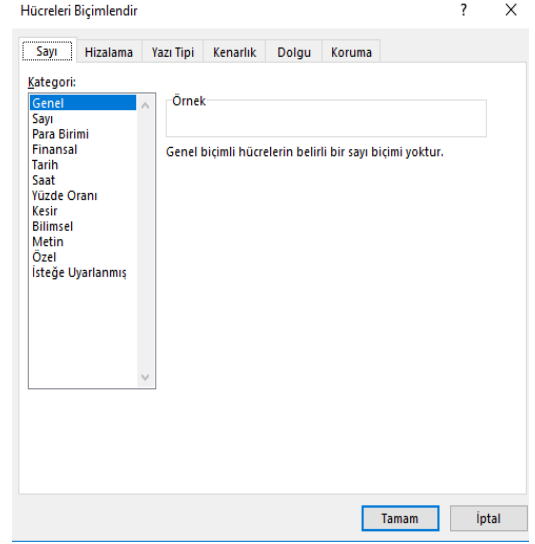 Hücreleri Biçimlendir ? X
Sayı Hizalama Yazı Tipi Kenarlık Dolgu Koruma
Kategori:
Genel
Sayı
Para Birimi
Finansal
Tarih
Saat
Yüzde Oranı
Kesir
Bilimsel
Metin
Özel
İsteğe Uyarlanmış
Örnek
Genel biçimli hücrelerin belirli bir sayı biçimi yoktur.
Tamam İptal